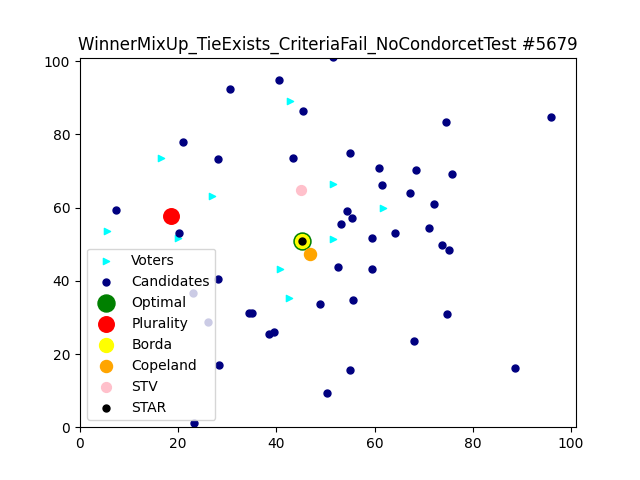 WinnerMixUp_TieExists_CriteriaFail_NoCondorcetTest #5679
100
80
60
40
20
0
Voters
Candidates
Optimal
Plurality
Borda
Copeland
STV
STAR
0 20 40 60 80 100